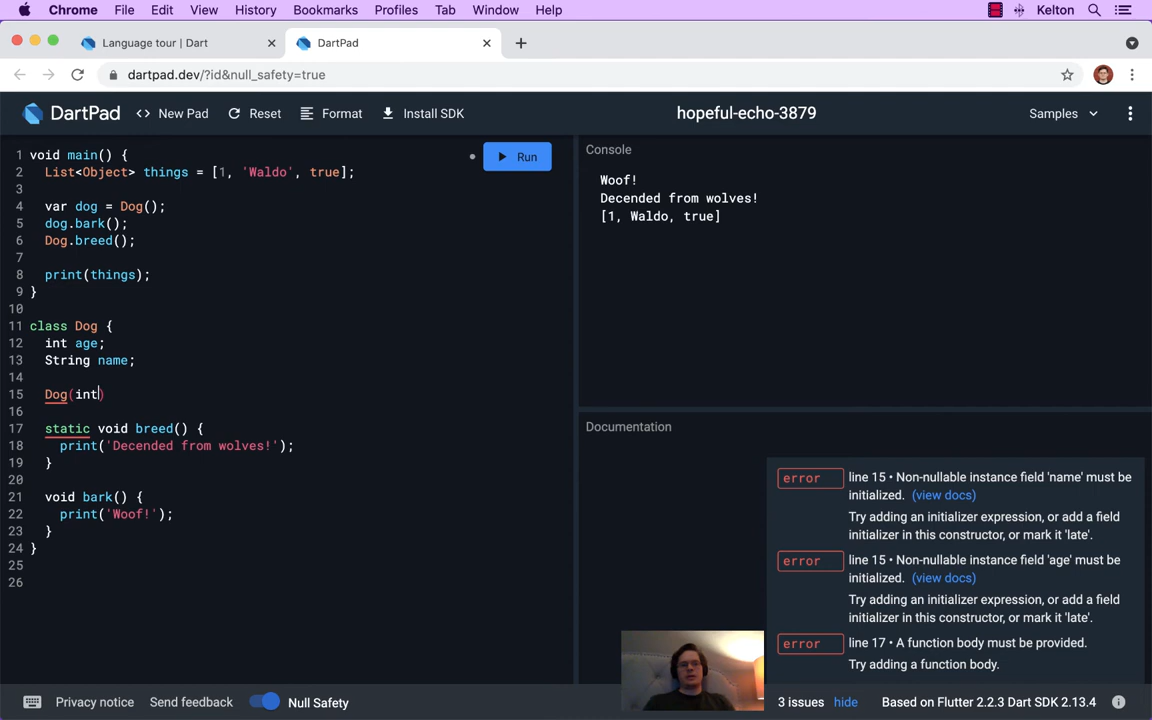 Chrome File Edit View History Bookmarks Profiles Tab Window Help Kelton
Language tour | Dart
DartPad
dartpad.dev/?id&null_safety=true
DartPad <> New Pad Reset Format Install SDK hopeful-echo-3879 Samples
Run
1 void main() {
2 List<Object> things = [1, 'Waldo', true];
3
4 var dog = Dog();
5 dog.bark();
6 Dog.breed();
7
8 print(things);
9 }
10
11 class Dog {
12 int age;
13 String name;
14
15 Dog(int)
16
17 static void breed() {
18 print('Decended from wolves!');
19 }
20
21 void bark() {
22 print('Woof!');
23 }
24 }
25
26
Console
Woof!
Decended from wolves!
[1, Waldo, true]
Documentation
error line 15 • Non-nullable instance field 'name' must be
initialized. (view docs)
Try adding an initializer expression, or add a field
initializer in this constructor, or mark it 'late'.
error line 15 • Non-nullable instance field 'age' must be
initialized. (view docs)
Try adding an initializer expression, or add a field
initializer in this constructor, or mark it 'late'.
error line 17 • A function body must be provided.
Try adding a function body.
Privacy notice Send feedback Null Safety 3 issues hide Based on Flutter 2.2.3 Dart SDK 2.13.4